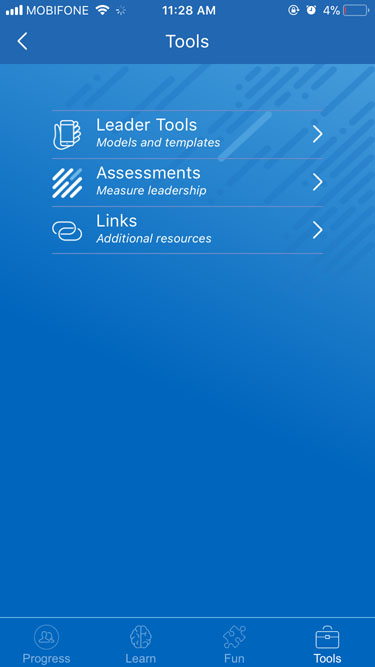 MOBIFONE 11:28 AM 4%
Tools
Leader Tools
Models and templates
Assessments
Measure leadership
Links
Additional resources
Progress Learn Fun Tools